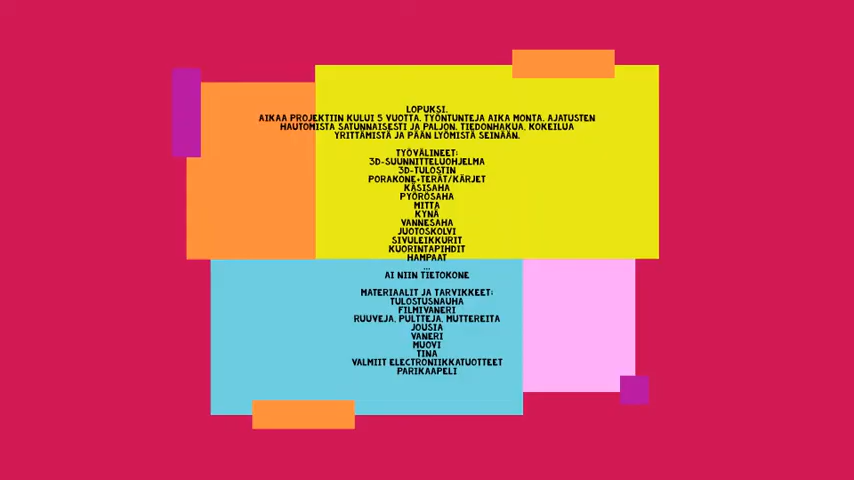 LOPUKSI.
AIKAA PROJEKTIIN KULUI 5 VUOTTA. TYÖNTUNTEJA AIKA MONTA. AJATUSTEN
HAUTOMISTA SATUNNAISESTI JA PALJON. TIEDONHAKUA, KOKEILUA
YRITTÄMISTÄ JA PÄÄN LYÖMISTÄ SEINÄÄN.
TYÖVÄLINEET:
3D-SUUNNITTELUOHJELMA
3D-TULOSTIN
PORAKONE+TERÄT/KÄRJET
KÄSISAHA
PYÖRÖSAHA
MITTA
KYNÄ
VANNESAHA
JUOTOSKOLVI
SIVULEIKKURIT
KUORINTAPIHDIT
HAMPAAT
...
AI NIIN TIETOKONE
MATERIAALIT JA TARVIKKEET:
TULOSTUSNAUHA
FILMIVANERI
RUUVEJA, PULTTEJA, MUTTEREITA
JOUSIA
VANERI
MUOVI
TINA
VALMIIT ELECTRONIIKKATUOTTEET
PARIKAAPELI